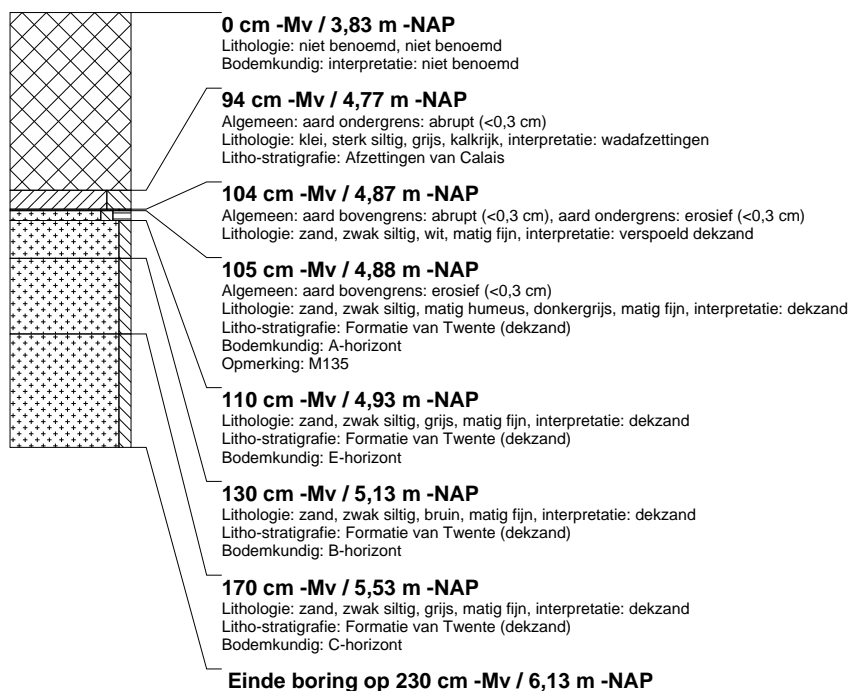 0 cm -Mv / 3,83 m -NAP
Lithologie: niet benoemd, niet benoemd
Bodemkundig: interpretatie: niet benoemd
94 cm -Mv / 4,77 m -NAP
Algemeen: aard ondergrens: abrupt (<0,3 cm)
Lithologie: klei, sterk siltig, grijs, kalkrijk, interpretatie: wadafzettingen
Litho-stratigrafie: Afzettingen van Calais
104 cm -Mv / 4,87 m -NAP
Algemeen: aard bovengrens: abrupt (<0,3 cm), aard ondergrens: erosief (<0,3 cm)
Lithologie: zand, zwak siltig, wit, matig fijn, interpretatie: verspoeld dekzand
105 cm -Mv / 4,88 m -NAP
Algemeen: aard bovengrens: erosief (<0,3 cm)
Lithologie: zand, zwak siltig, matig humeus, donkergrijs, matig fijn, interpretatie: dekzand
Litho-stratigrafie: Formatie van Twente (dekzand)
Bodemkundig: A-horizont
Opmerking: M135
110 cm -Mv / 4,93 m -NAP
Lithologie: zand, zwak siltig, grijs, matig fijn, interpretatie: dekzand
Litho-stratigrafie: Formatie van Twente (dekzand)
Bodemkundig: E-horizont
130 cm -Mv / 5,13 m -NAP
Lithologie: zand, zwak siltig, bruin, matig fijn, interpretatie: dekzand
Litho-stratigrafie: Formatie van Twente (dekzand)
Bodemkundig: B-horizont
170 cm -Mv / 5,53 m -NAP
Lithologie: zand, zwak siltig, grijs, matig fijn, interpretatie: dekzand
Litho-stratigrafie: Formatie van Twente (dekzand)
Bodemkundig: C-horizont
Einde boring op 230 cm -Mv / 6,13 m -NAP